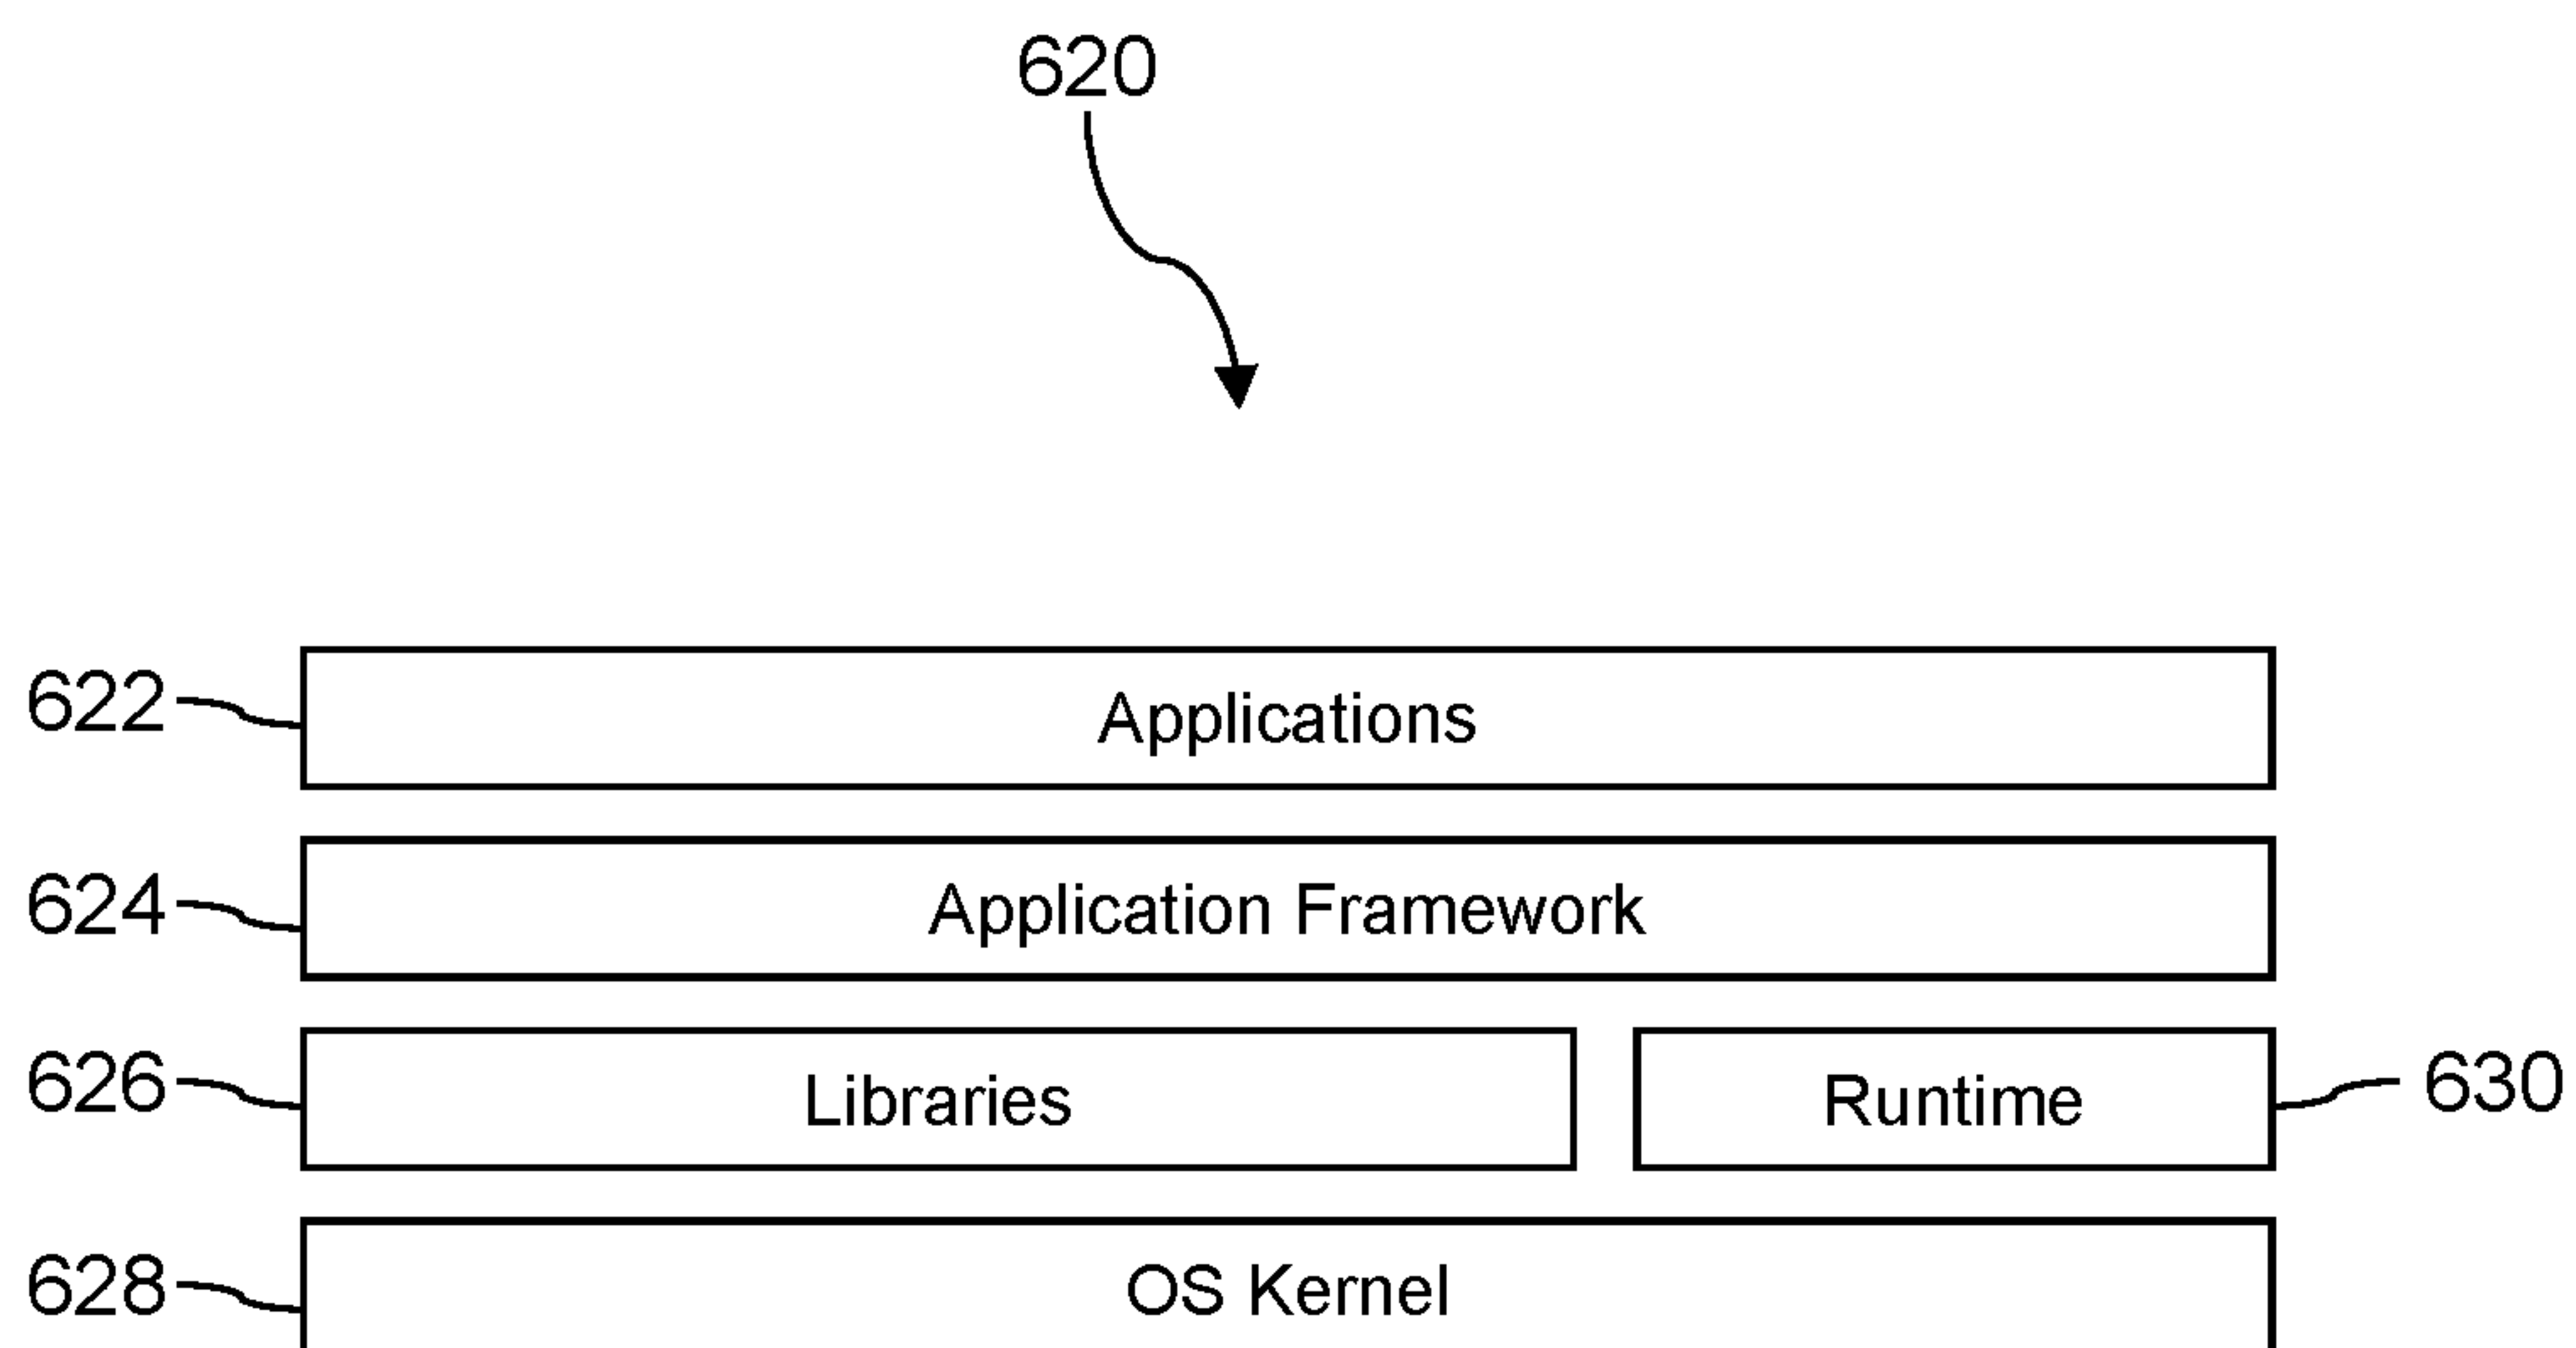 620
622 Applications
624 Application Framework
626 Libraries Runtime 630
628 OS Kernel